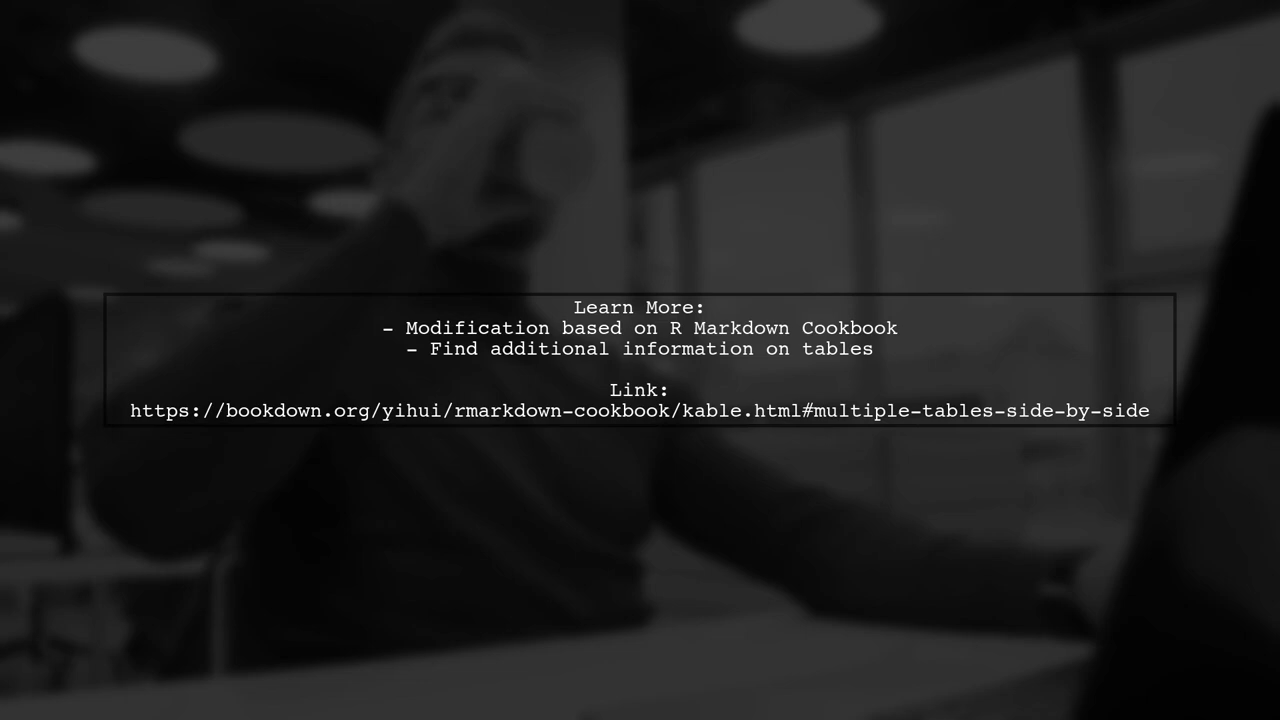 Learn More:
- Modification based on R Markdown Cookbook
- Find additional information on tables
Link:
https://bookdown.org/yihui/rmarkdown-cookbook/kable.html#multiple-tables-side-by-side